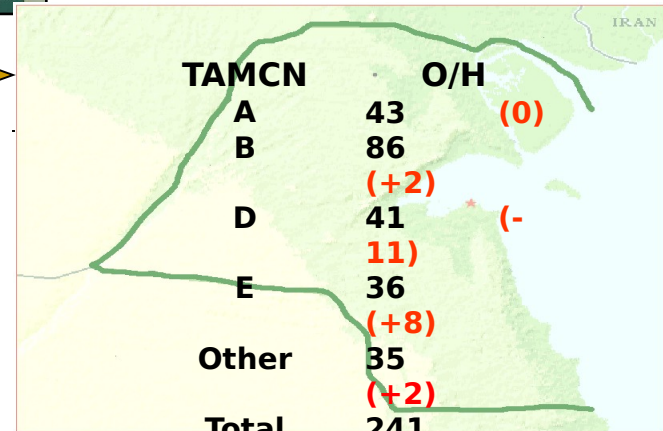 IRAN
TAMCN O/H
A 43 (0)
B 86
(+2)
D 41 (-
11)
E 36
(+8)
Other 35
(+2)
Total 241